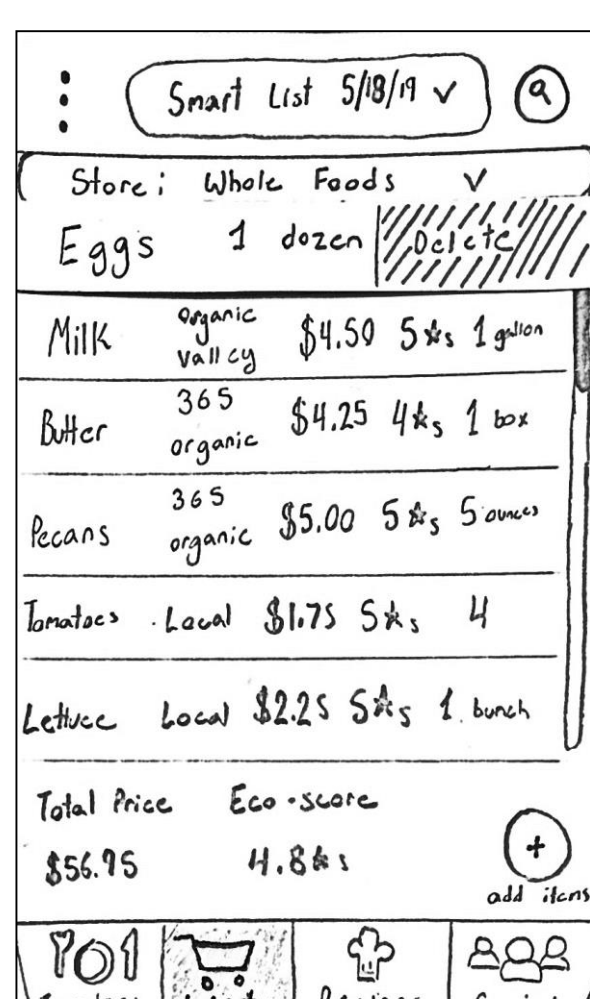 Smart List 5/18/19
Store: Whole Foods
Eggs 1 dozen Delete
Milk organic valley $4.50 5★s 1 gallon
Butter 365 organic $4.25 4★s 1 box
Pecans 365 organic $5.00 5★s 5 ounces
Tomatoes Local $1.75 5★s 4
Lettuce Local $2.25 5★s 1 bunch
Total Price Eco-score
$56.95 4.8★s
+
add items